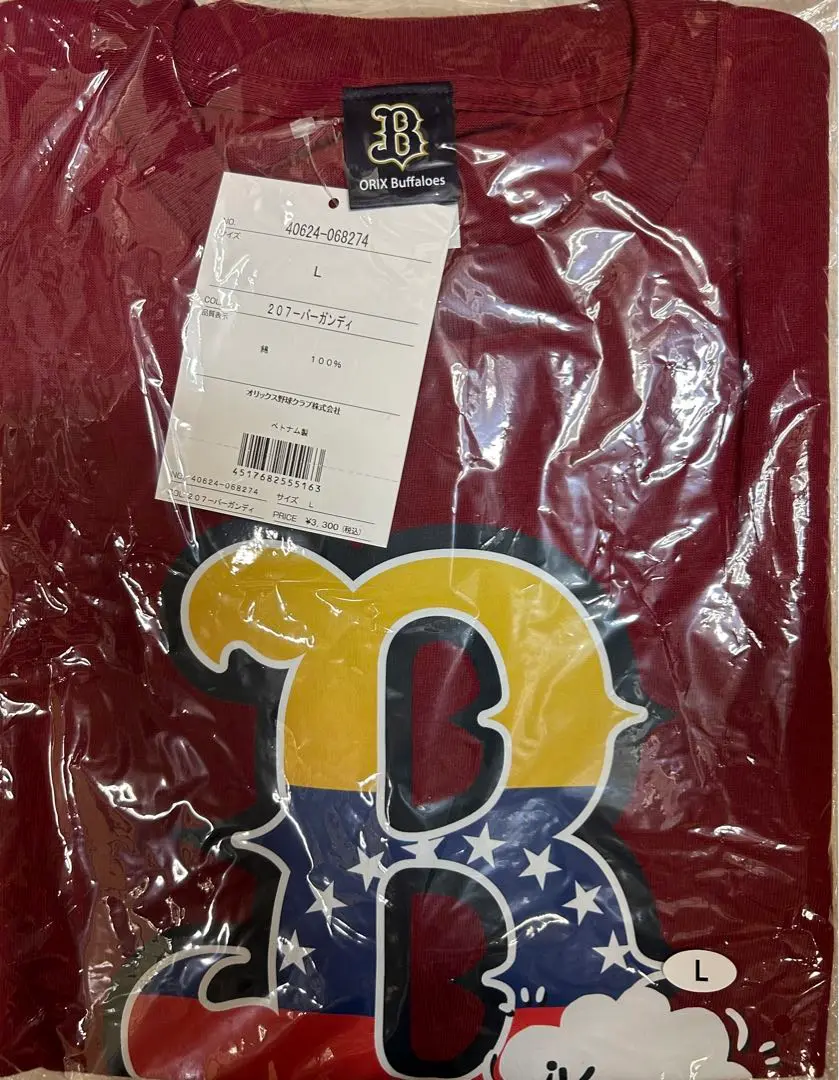 B
ORIX Buffaloes
NO. 40624-068274
サイズ
L
COL. 207-バーガンディ
品質表示
綿 100%
オリックス野球クラブ株式会社
ベトナム製
4517682555163
NO. 40624-068274 サイズ L
COL 207-バーガンディ
PRICE ¥3,300 (税込)
B
L